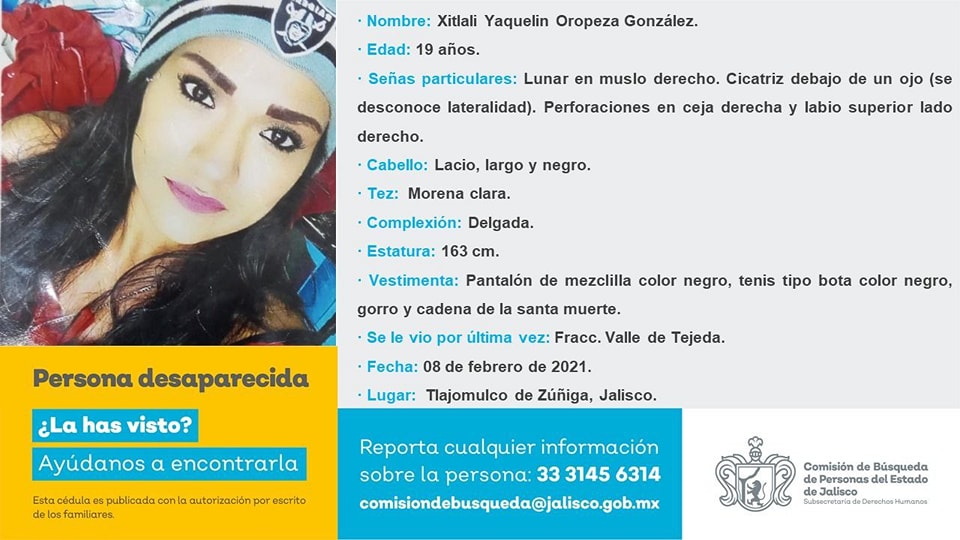 RAIDERS
· Nombre: Xitlali Yaquelin Oropeza González.
· Edad: 19 años.
· Señas particulares: Lunar en muslo derecho. Cicatriz debajo de un ojo (se
desconoce lateralidad). Perforaciones en ceja derecha y labio superior lado
derecho.
· Cabello: Lacio, largo y negro.
· Tez: Morena clara.
· Complexión: Delgada.
· Estatura: 163 cm.
· Vestimenta: Pantalón de mezclilla color negro, tenis tipo bota color negro,
gorro y cadena de la santa muerte.
· Se le vio por última vez: Fracc. Valle de Tejeda.
· Fecha: 08 de febrero de 2021.
· Lugar: Tlajomulco de Zúñiga, Jalisco.
Persona desaparecida
¿La has visto?
Ayúdanos a encontrarla
Esta cédula es publicada con la autorización por escrito
de los familiares.
Reporta cualquier información
sobre la persona: 33 3145 6314
comisiondebusqueda@jalisco.gob.mx
Comisión de Búsqueda
de Personas del Estado
de Jalisco
Subsecretaría de Derechos Humanos